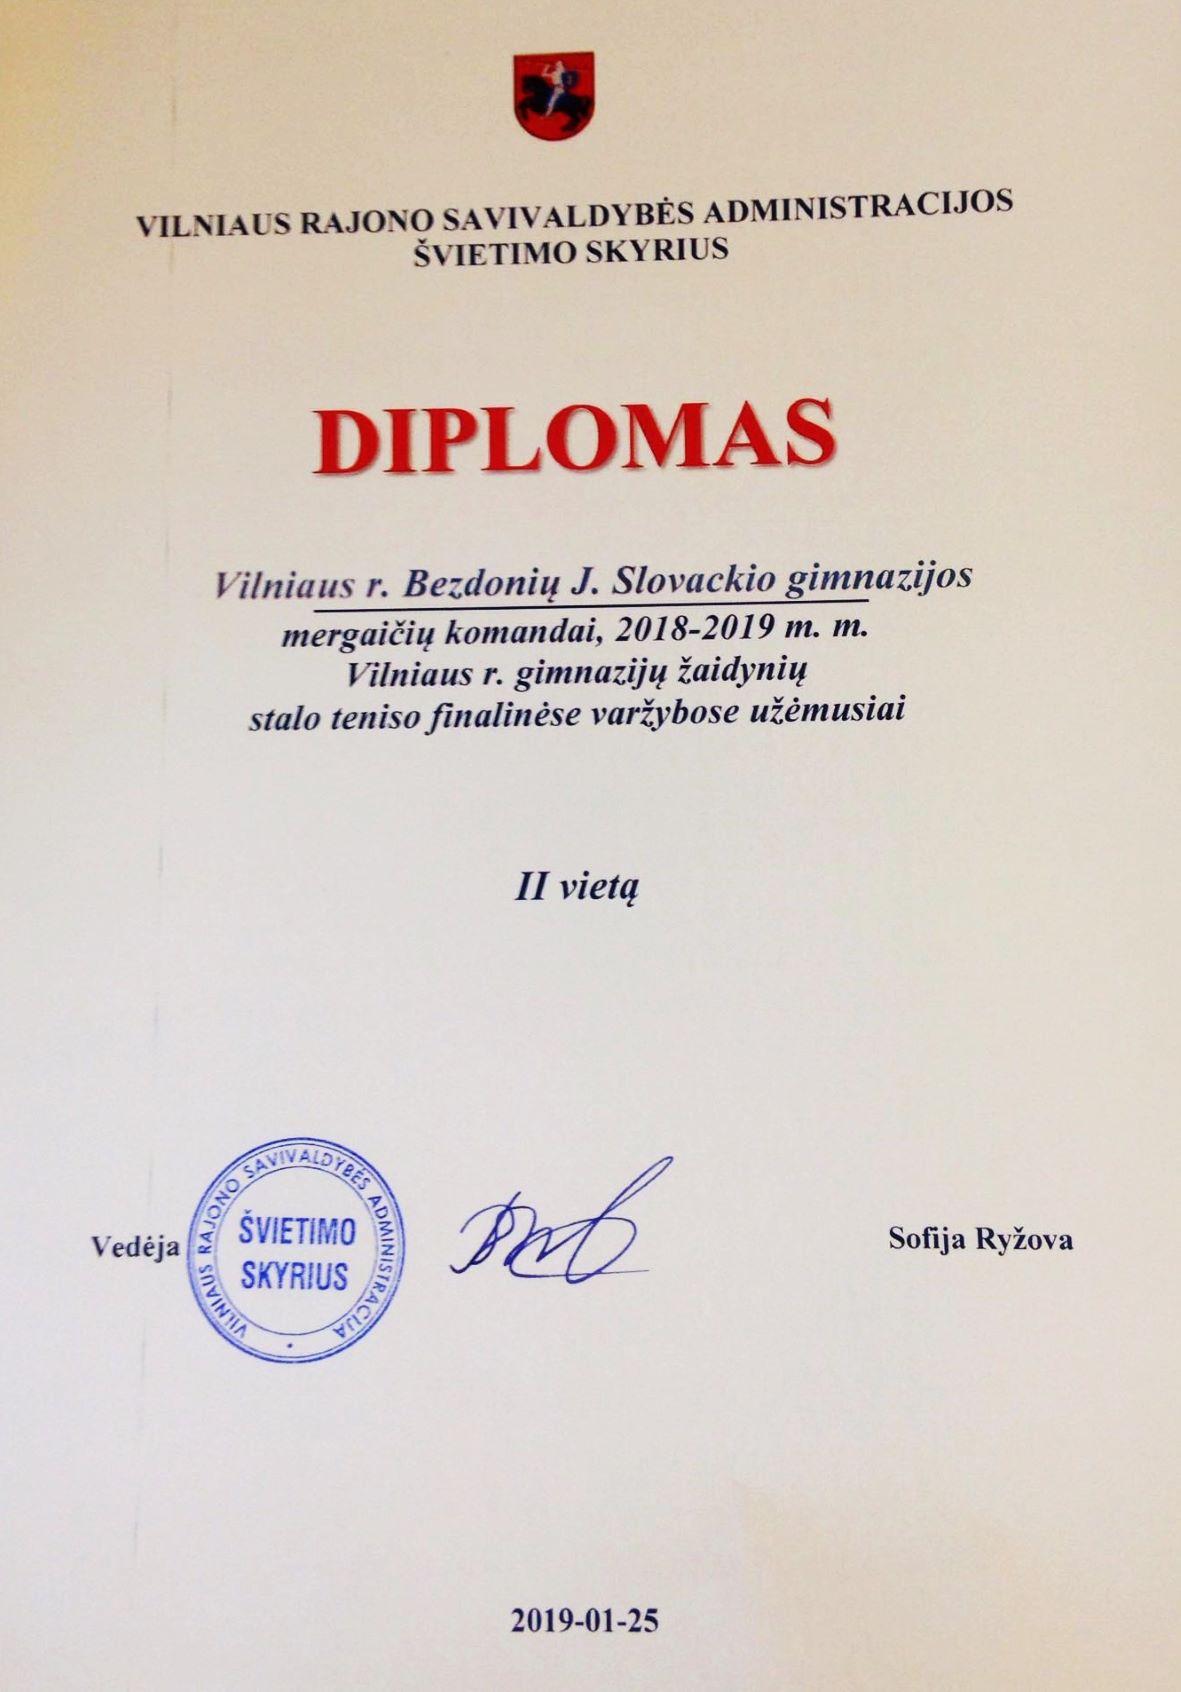 VILNIAUS RAJONO SAVIVALDYBĖS ADMINISTRACIJOS
ŠVIETIMO SKYRIUS
DIPLOMAS
Vilniaus r. Bezdonių J. Slovackio gimnazijos
mergaičių komandai, 2018-2019 m. m.
Vilniaus r. gimnazijų žaidynių
stalo teniso finalinėse varžybose užėmusiai
II vietą
Vedėja
VILNIAUS RAJONO SAVIVALDYBĖS ADMINISTRACIJA
ŠVIETIMO
SKYRIUS
Sofija Ryžova
2019-01-25